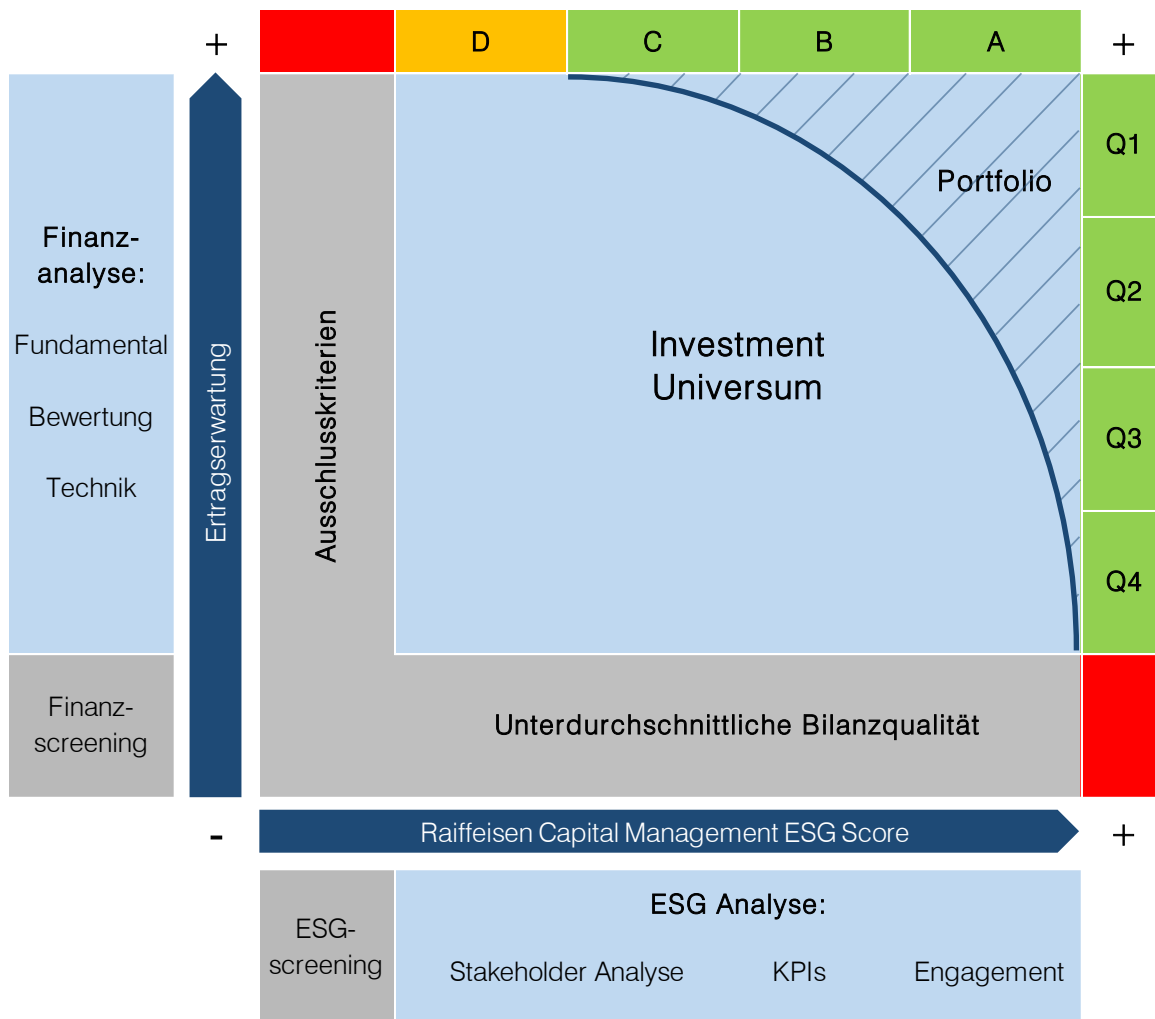 +
D
C
B
A
+
Finanz-
analyse:
Fundamental
Bewertung
Technik
Finanz-
screening
Ertragserwartung
Ausschlusskriterien
Investment
Universum
Portfolio
Q1
Q2
Q3
Q4
Unterdurchschnittliche Bilanzqualität
-
Raiffeisen Capital Management ESG Score
+
ESG-
screening
ESG Analyse:
Stakeholder Analyse KPIs Engagement